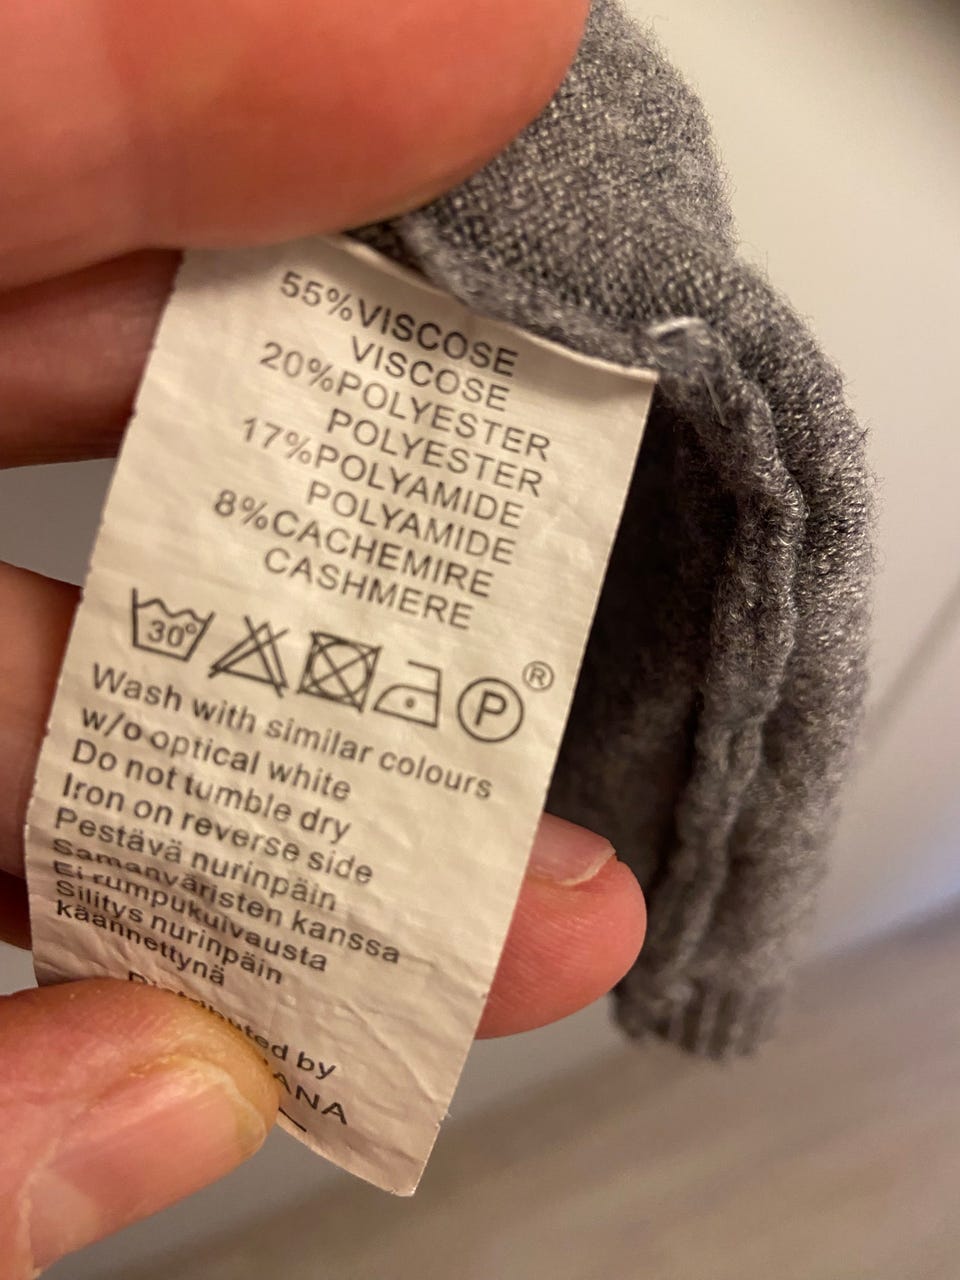 55%VISCOSE
VISCOSE
20%POLYESTER
POLYESTER
17%POLYAMIDE
POLYAMIDE
8%CACHEMIRE
CASHMERE
30° P ®
Wash with similar colours
w/o optical white
Do not tumble dry
Iron on reverse side
Pestävä nurinpäin
Samanväristen kanssa
Ei rumpukuivausta
Silitys nurinpäin
käännettynä
Distributed by